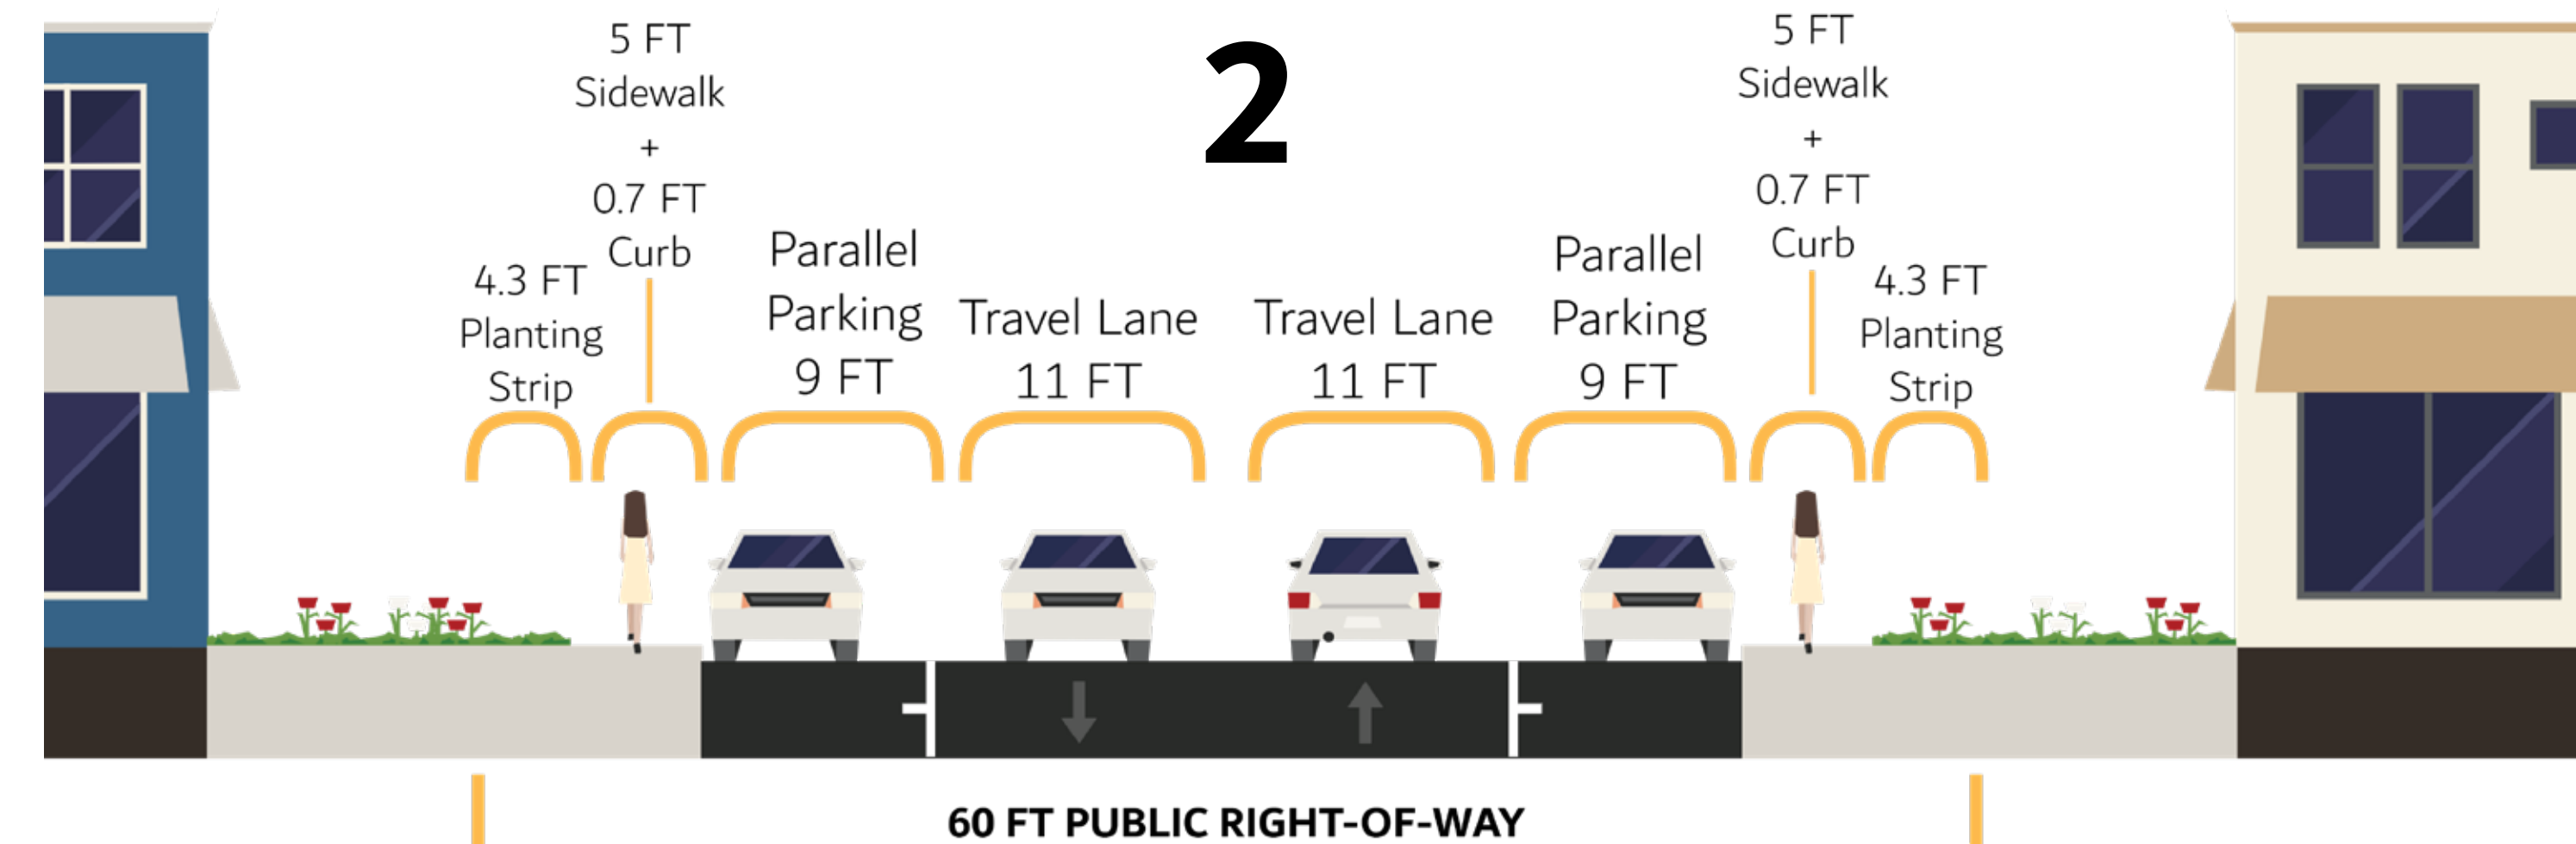 2
4.3 FT
Planting
Strip
5 FT
Sidewalk
+
0.7 FT
Curb
Parallel
Parking
9 FT
Travel Lane
11 FT
Travel Lane
11 FT
Parallel
Parking
9 FT
5 FT
Sidewalk
+
0.7 FT
Curb
4.3 FT
Planting
Strip
60 FT PUBLIC RIGHT-OF-WAY